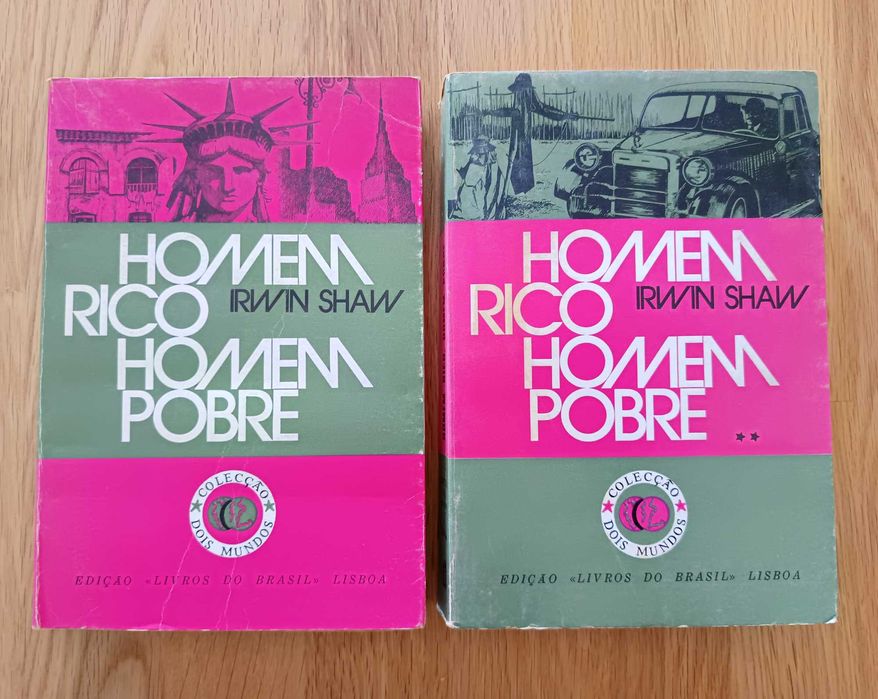 HOMEM
RICO IRWIN SHAW
HOMEM
POBRE
COLECÇÃO
DOIS MUNDOS
EDIÇÃO «LIVROS DO BRASIL» LISBOA
HOMEM
RICO IRWIN SHAW
HOMEM
POBRE **
COLECÇÃO
DOIS MUNDOS
EDIÇÃO «LIVROS DO BRASIL» LISBOA